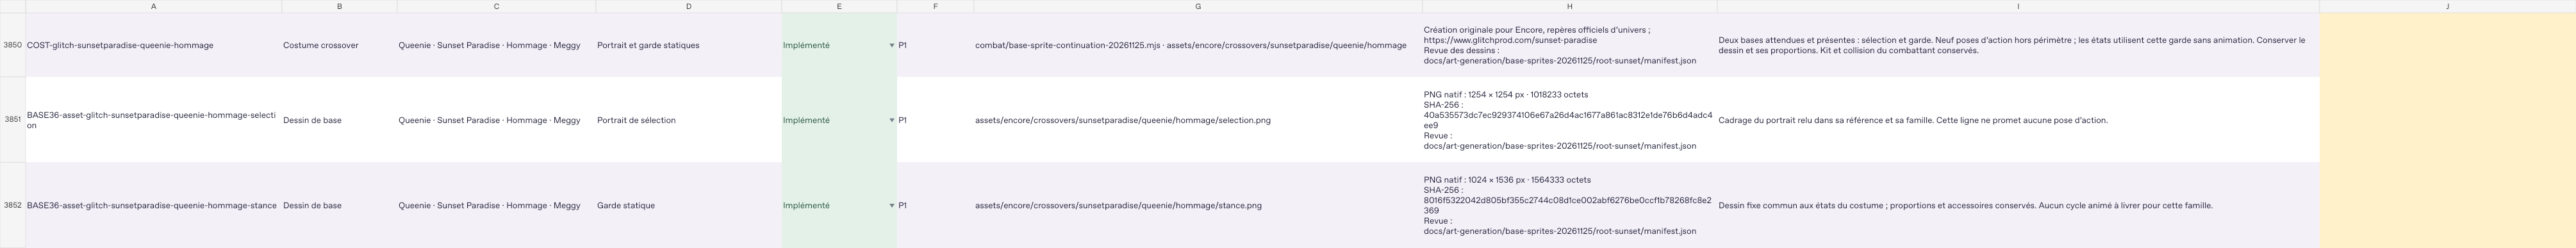 A B C D E F G H I J
3850 COST-glitch-sunsetparadise-queenie-hommage Costume crossover Queenie · Sunset Paradise · Hommage · Meggy Portrait et garde statiques Implémenté P1 combat/base-sprite-continuation-20261125.mjs · assets/encore/crossovers/sunsetparadise/queenie/hommage
Création originale pour Encore, repères officiels d'univers ;
https://www.glitchprod.com/sunset-paradise
Revue des dessins :
docs/art-generation/base-sprites-20261125/root-sunset/manifest.json
Deux bases attendues et présentes : sélection et garde. Neuf poses d'action hors périmètre ; les états utilisent cette garde sans animation. Conserver le
dessin et ses proportions. Kit et collision du combattant conservés.
3851 BASE36-asset-glitch-sunsetparadise-queenie-hommage-selecti
on
Dessin de base Queenie · Sunset Paradise · Hommage · Meggy Portrait de sélection Implémenté P1 assets/encore/crossovers/sunsetparadise/queenie/hommage/selection.png
PNG natif : 1254 × 1254 px · 1018233 octets
SHA-256 :
40a535573dc7ec929374106e67a26d4ac1677a861ac8312e1de76b6d4adc4
ee9
Revue :
docs/art-generation/base-sprites-20261125/root-sunset/manifest.json
Cadrage du portrait relu dans sa référence et sa famille. Cette ligne ne promet aucune pose d'action.
3852 BASE36-asset-glitch-sunsetparadise-queenie-hommage-stance Dessin de base Queenie · Sunset Paradise · Hommage · Meggy Garde statique Implémenté P1 assets/encore/crossovers/sunsetparadise/queenie/hommage/stance.png
PNG natif : 1024 × 1536 px · 1564333 octets
SHA-256 :
8016f5322042d805bf355c2744c08d1ce002abf6276be0ccf1b78268fc8e2
369
Revue :
docs/art-generation/base-sprites-20261125/root-sunset/manifest.json
Dessin fixe commun aux états du costume ; proportions et accessoires conservés. Aucun cycle animé à livrer pour cette famille.